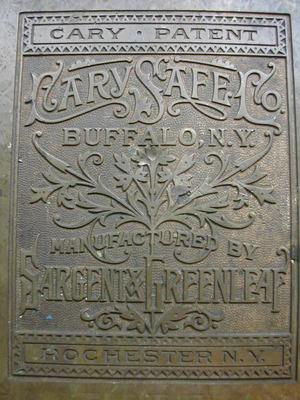 CARY · PATENT
CARY SAFE CO
BUFFALO, N.Y.
MANUFACTURED BY
SARGENT & GREENLEAF
ROCHESTER N.Y.